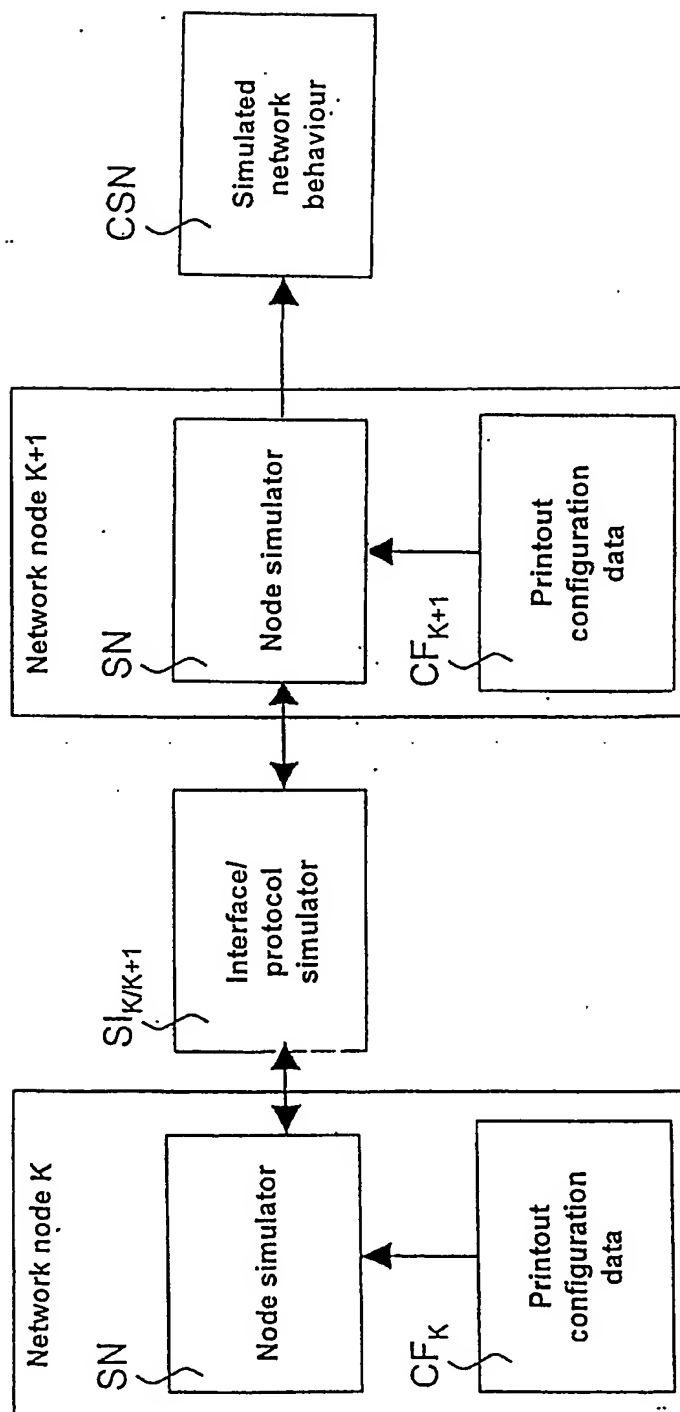 Network node K
SN
Node simulator
CF_K
Printout
configuration
data
SI_K/K+1
Interface/
protocol
simulator
Network node K+1
SN
Node simulator
CF_K+1
Printout
configuration
data
CSN
Simulated
network
behaviour